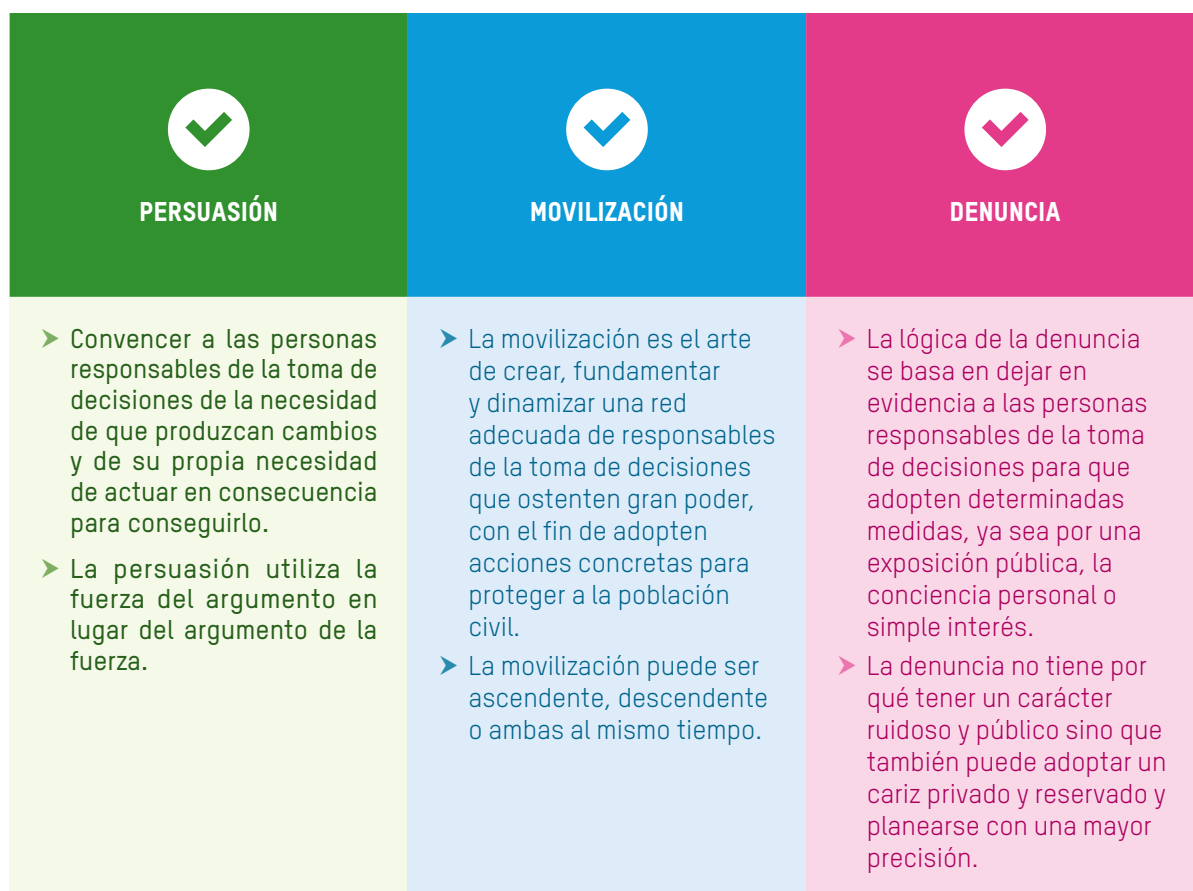 PERSUASIÓN
Convencer a las personas
responsables de la toma de
decisiones de la necesidad
de que produzcan cambios
y de su propia necesidad
de actuar en consecuencia
para conseguirlo.
La persuasión utiliza la
fuerza del argumento en
lugar del argumento de la
fuerza.
MOVILIZACIÓN
La movilización es el arte
de crear, fundamentar
y dinamizar una red
adecuada de responsables
de la toma de decisiones
que ostenten gran poder,
con el fin de adopten
acciones concretas para
proteger a la población
civil.
La movilización puede ser
ascendente, descendente
o ambas al mismo tiempo.
DENUNCIA
La lógica de la denuncia
se basa en dejar en
evidencia a las personas
responsables de la toma
de decisiones para que
adopten determinadas
medidas, ya sea por una
exposición pública, la
conciencia personal o
simple interés.
La denuncia no tiene por
qué tener un carácter
ruidoso y público sino que
también puede adoptar un
cariz privado y reservado y
planearse con una mayor
precisión.